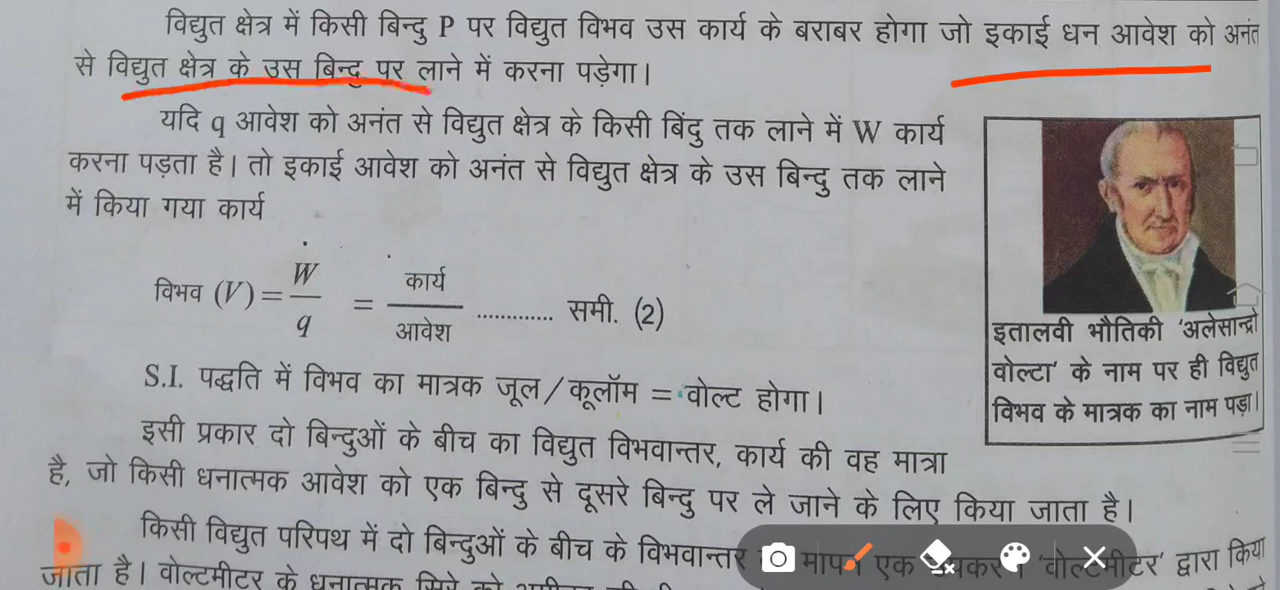 विद्युत क्षेत्र में किसी बिन्दु P पर विद्युत विभव उस कार्य के बराबर होगा जो इकाई धन आवेश को अनंत
से विद्युत क्षेत्र के उस बिन्दु पर लाने में करना पड़ेगा।
यदि q आवेश को अनंत से विद्युत क्षेत्र के किसी बिंदु तक लाने में W कार्य
करना पड़ता है। तो इकाई आवेश को अनंत से विद्युत क्षेत्र के उस बिन्दु तक लाने
में किया गया कार्य
विभव (V) = W/q = कार्य/आवेश ............. समी. (2)
S.I. पद्धति में विभव का मात्रक जूल/कूलॉम = वोल्ट होगा।
इतालवी भौतिकी 'अलेसान्द्रो
वोल्टा' के नाम पर ही विद्युत
विभव के मात्रक का नाम पड़ा।
इसी प्रकार दो बिन्दुओं के बीच का विद्युत विभवान्तर, कार्य की वह मात्रा
है, जो किसी धनात्मक आवेश को एक बिन्दु से दूसरे बिन्दु पर ले जाने के लिए किया जाता है।
किसी विद्युत परिपथ में दो बिन्दुओं के बीच के विभवान्तर एक 'वोल्टमीटर' द्वारा किया
जाता है। वोल्टमीटर के धनात्मक सिरे को